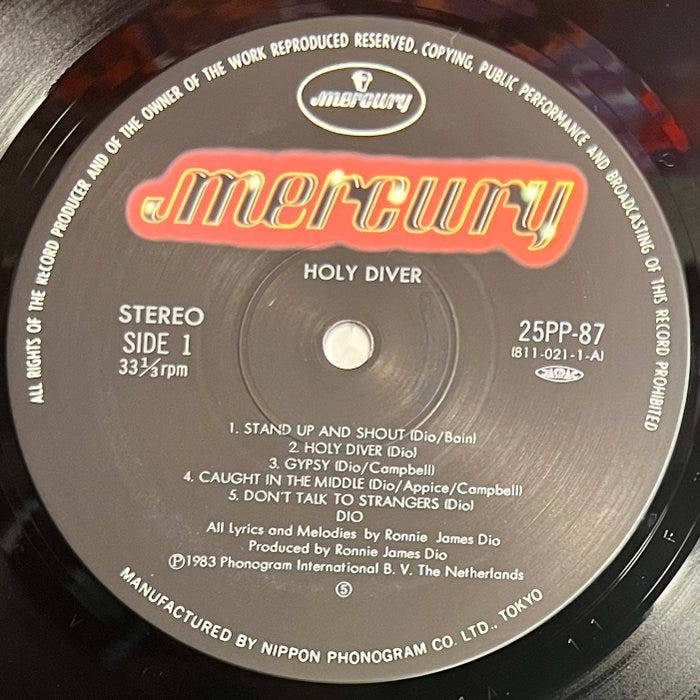 ALL RIGHTS OF THE RECORD PRODUCER AND OF THE OWNER OF THE WORK REPRODUCED RESERVED. COPYING, PUBLIC PERFORMANCE AND BROADCASTING OF THIS RECORD PROHIBITED
mercury
mercury
HOLY DIVER
STEREO
SIDE 1
33⅓rpm
25PP-87
(811-021-1-A)
JASRAC
1. STAND UP AND SHOUT (Dio/Bain)
2. HOLY DIVER (Dio)
3. GYPSY (Dio/Campbell)
4. CAUGHT IN THE MIDDLE (Dio/Appice/Campbell)
5. DON'T TALK TO STRANGERS (Dio)
DIO
All Lyrics and Melodies by Ronnie James Dio
Produced by Ronnie James Dio
Ⓟ1983 Phonogram International B. V. The Netherlands
⑤
MANUFACTURED BY NIPPON PHONOGRAM CO. LTD., TOKYO